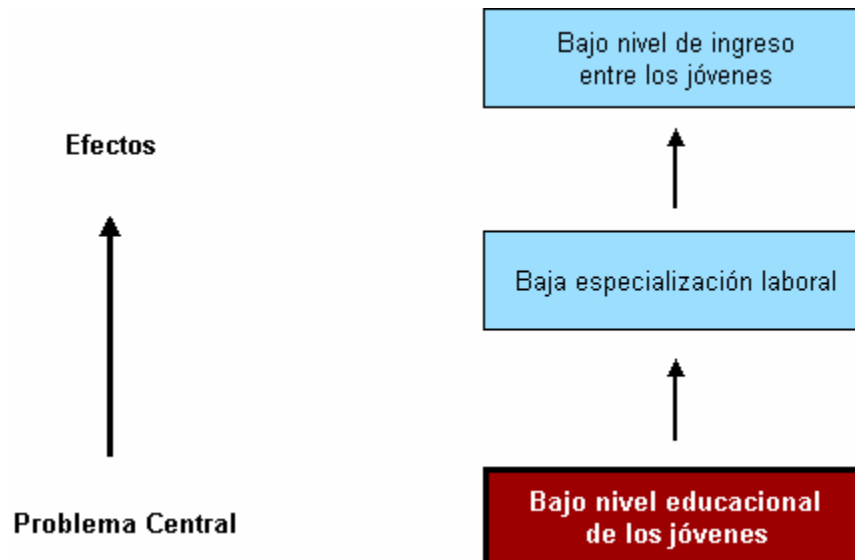 Bajo nivel de ingreso
entre los jóvenes
Efectos
Baja especialización laboral
Bajo nivel educacional
de los jóvenes
Problema Central